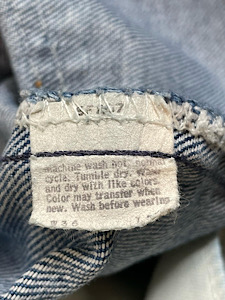 machine wash hot, normal
cycle. Tumble dry. Wash
and dry with like colors.
Color may transfer when
new. Wash before wearing